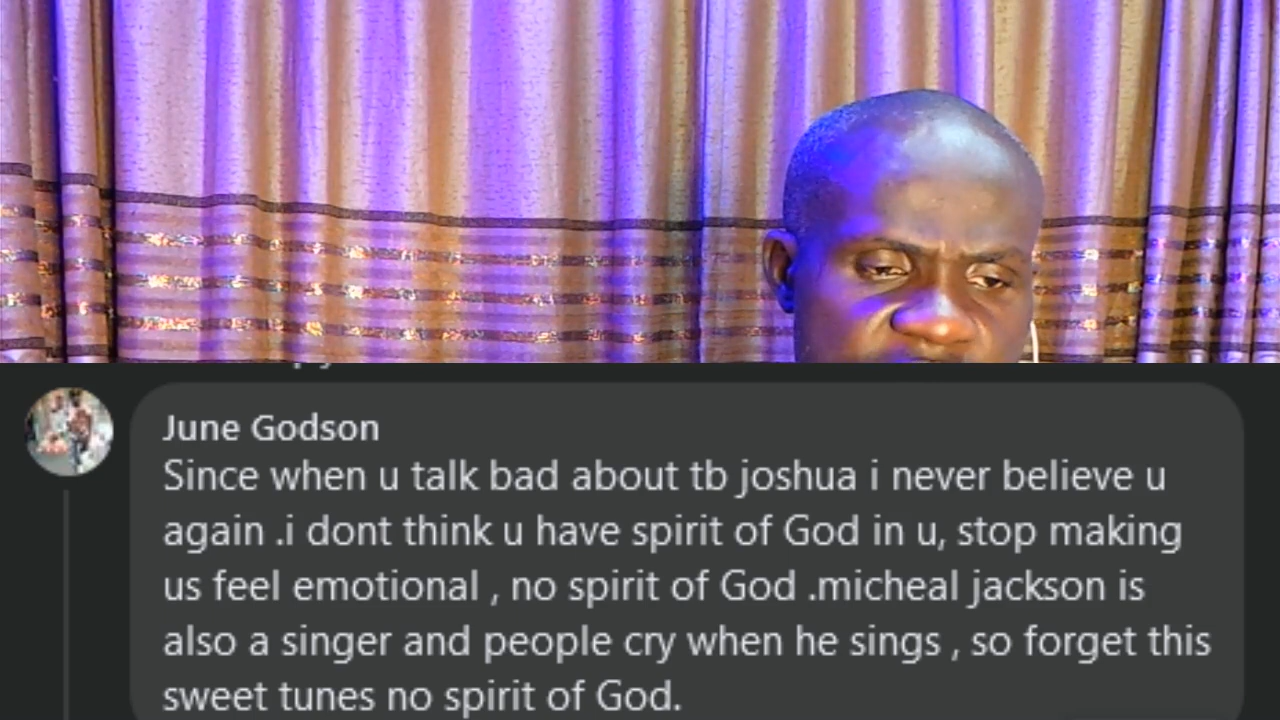 June Godson
Since when u talk bad about tb joshua i never believe u
again .i dont think u have spirit of God in u, stop making
us feel emotional , no spirit of God .micheal jackson is
also a singer and people cry when he sings , so forget this
sweet tunes no spirit of God.